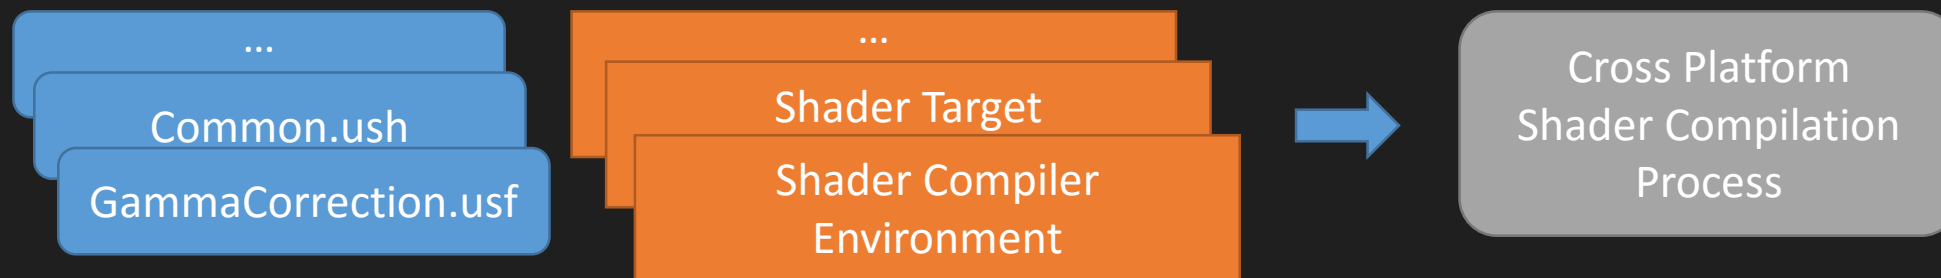 ...
Common.ush
GammaCorrection.usf
...
Shader Target
Shader Compiler
Environment
Cross Platform
Shader Compilation
Process